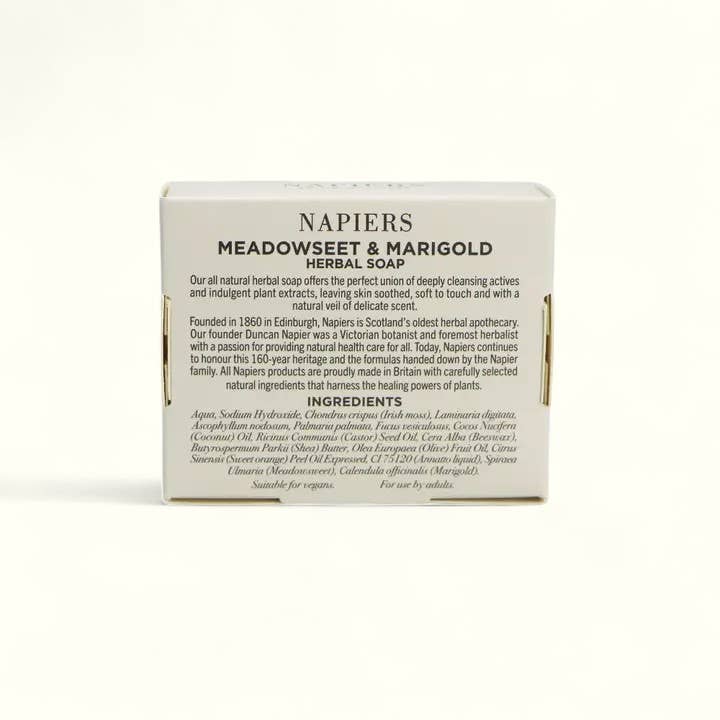 NAPIERS
NAPIERS
MEADOWSEET & MARIGOLD
HERBAL SOAP
Our all natural herbal soap offers the perfect union of deeply cleansing actives
and indulgent plant extracts, leaving skin soothed, soft to touch and with a
natural veil of delicate scent.
Founded in 1860 in Edinburgh, Napiers is Scotland's oldest herbal apothecary.
Our founder Duncan Napier was a Victorian botanist and foremost herbalist
with a passion for providing natural health care for all. Today, Napiers continues
to honour this 160-year heritage and the formulas handed down by the Napier
family. All Napiers products are proudly made in Britain with carefully selected
natural ingredients that harness the healing powers of plants.
INGREDIENTS
Aqua, Sodium Hydroxide, Chondrus crispus (Irish moss), Laminaria digitata,
Ascophyllum nodosum, Palmaria palmata, Fucus vesiculosus, Cocos Nucifera
(Coconut) Oil, Ricinus Communis (Castor) Seed Oil, Cera Alba (Beeswax),
Butyrospermum Parkii (Shea) Butter, Olea Europaea (Olive) Fruit Oil, Citrus
Sinensis (Sweet orange) Peel Oil Expressed, CI 75120 (Annatto liquid), Spiraea
Ulmaria (Meadowsweet), Calendula officinalis (Marigold).
Suitable for vegans. For use by adults.